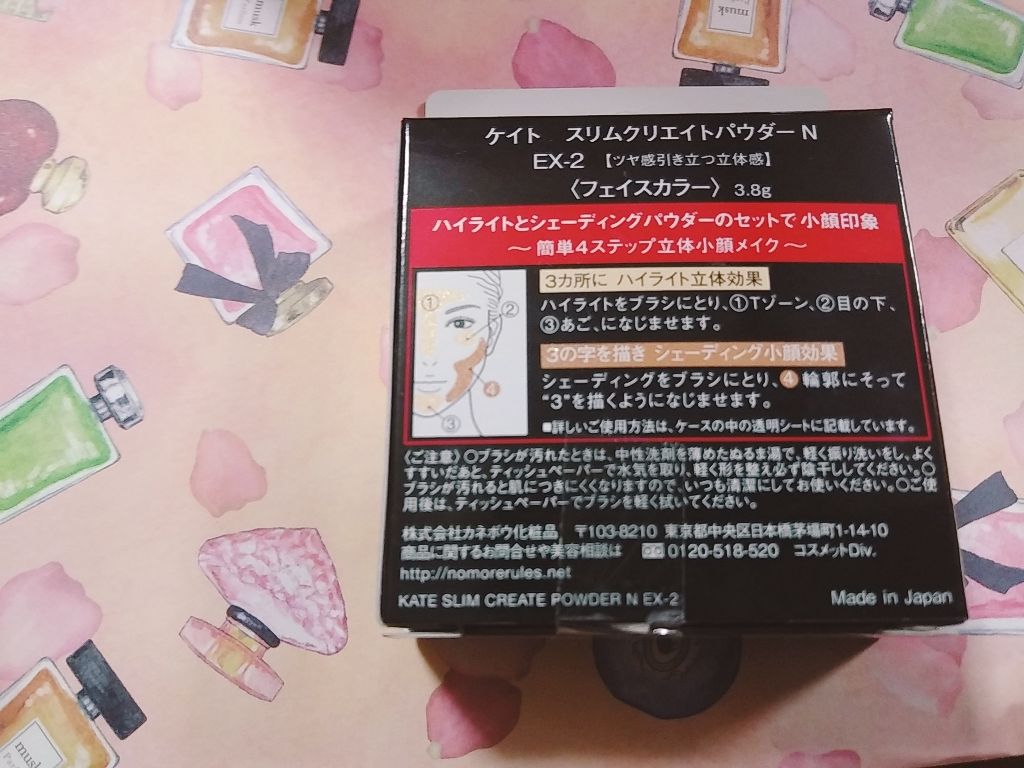 musk
musk
ケイト スリムクリエイトパウダー N
EX-2 【ツヤ感引き立つ立体感】
〈フェイスカラー〉 3.8g
ハイライトとシェーディングパウダーのセットで 小顔印象
～ 簡単4ステップ立体小顔メイク ～
3カ所に ハイライト立体効果
ハイライトをブラシにとり、①Tゾーン、②目の下、
③あご、になじませます。
3の字を描き シェーディング小顔効果
シェーディングをブラシにとり、④輪郭にそって
“3”を描くようになじませます。
■詳しいご使用方法は、ケースの中の透明シートに記載しています。
①
②
④
③
〈ご注意〉○ブラシが汚れたときは、中性洗剤を薄めたぬるま湯で、軽く振り洗いをし、よく
すすいだあと、ティッシュペーパーで水気を取り、軽く形を整え必ず陰干ししてください。○
ブラシが汚れると肌につきにくくなりますので、いつも清潔にしてお使いください。○ご使
用後は、ティッシュペーパーでブラシを軽く拭いてください。
株式会社カネボウ化粧品 〒103-8210 東京都中央区日本橋茅場町1-14-10
商品に関するお問合せや美容相談は 0120-518-520 コスメットDiv.
http://nomorerules.net
KATE SLIM CREATE POWDER N EX-2
Made in Japan
musk